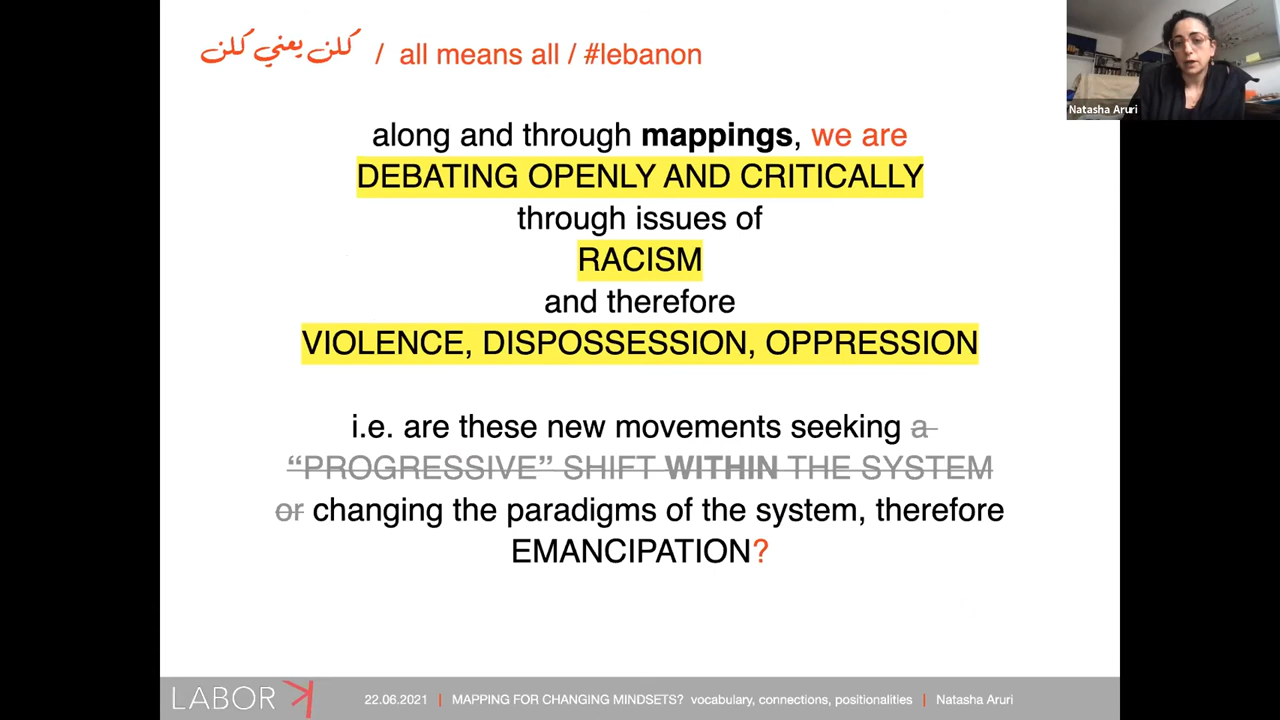 كلن يعني كلن / all means all / #lebanon
Natasha Aruri
along and through mappings, we are
DEBATING OPENLY AND CRITICALLY
through issues of
RACISM
and therefore
VIOLENCE, DISPOSSESSION, OPPRESSION
i.e. are these new movements seeking a
“PROGRESSIVE” SHIFT WITHIN THE SYSTEM
or changing the paradigms of the system, therefore
EMANCIPATION?
LABOR K 22.06.2021 | MAPPING FOR CHANGING MINDSETS? vocabulary, connections, positionalities | Natasha Aruri